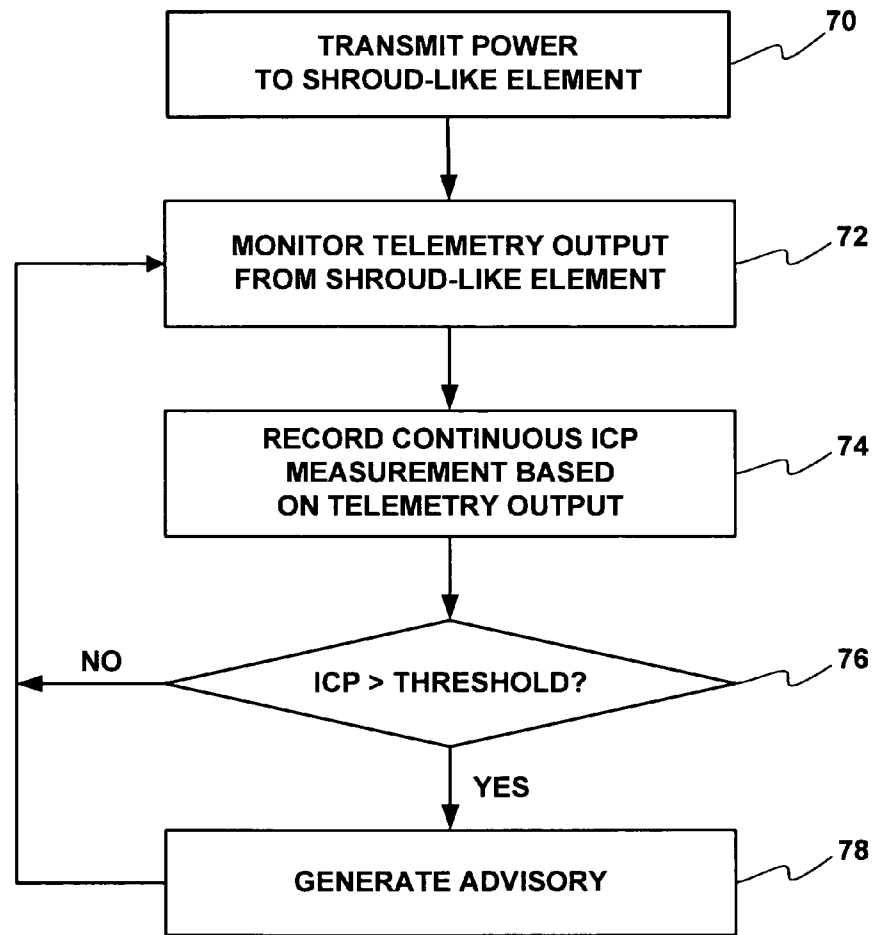 TRANSMIT POWER
TO SHROUD-LIKE ELEMENT
70
MONITOR TELEMETRY OUTPUT
FROM SHROUD-LIKE ELEMENT
72
RECORD CONTINUOUS ICP
MEASUREMENT BASED
ON TELEMETRY OUTPUT
74
NO
ICP > THRESHOLD?
76
YES
GENERATE ADVISORY
78